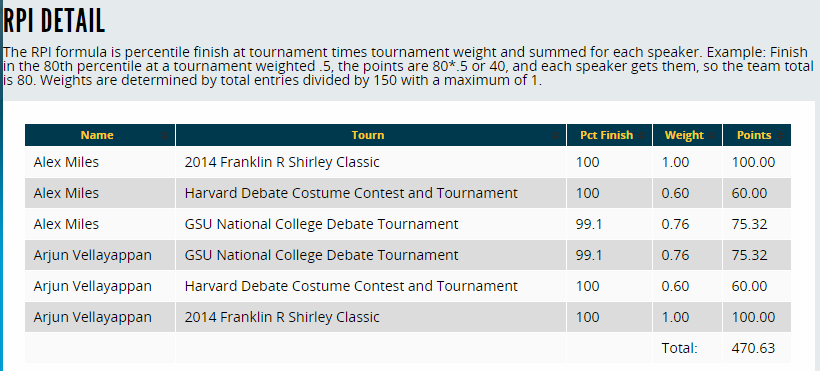 RPI DETAIL
The RPI formula is percentile finish at tournament times tournament weight and summed for each speaker. Example: Finish
in the 80th percentile at a tournament weighted .5, the points are 80*.5 or 40, and each speaker gets them, so the team total
is 80. Weights are determined by total entries divided by 150 with a maximum of 1.
Name Tourn Pct Finish Weight Points
Alex Miles 2014 Franklin R Shirley Classic 100 1.00 100.00
Alex Miles Harvard Debate Costume Contest and Tournament 100 0.60 60.00
Alex Miles GSU National College Debate Tournament 99.1 0.76 75.32
Arjun Vellayappan GSU National College Debate Tournament 99.1 0.76 75.32
Arjun Vellayappan Harvard Debate Costume Contest and Tournament 100 0.60 60.00
Arjun Vellayappan 2014 Franklin R Shirley Classic 100 1.00 100.00
Total: 470.63